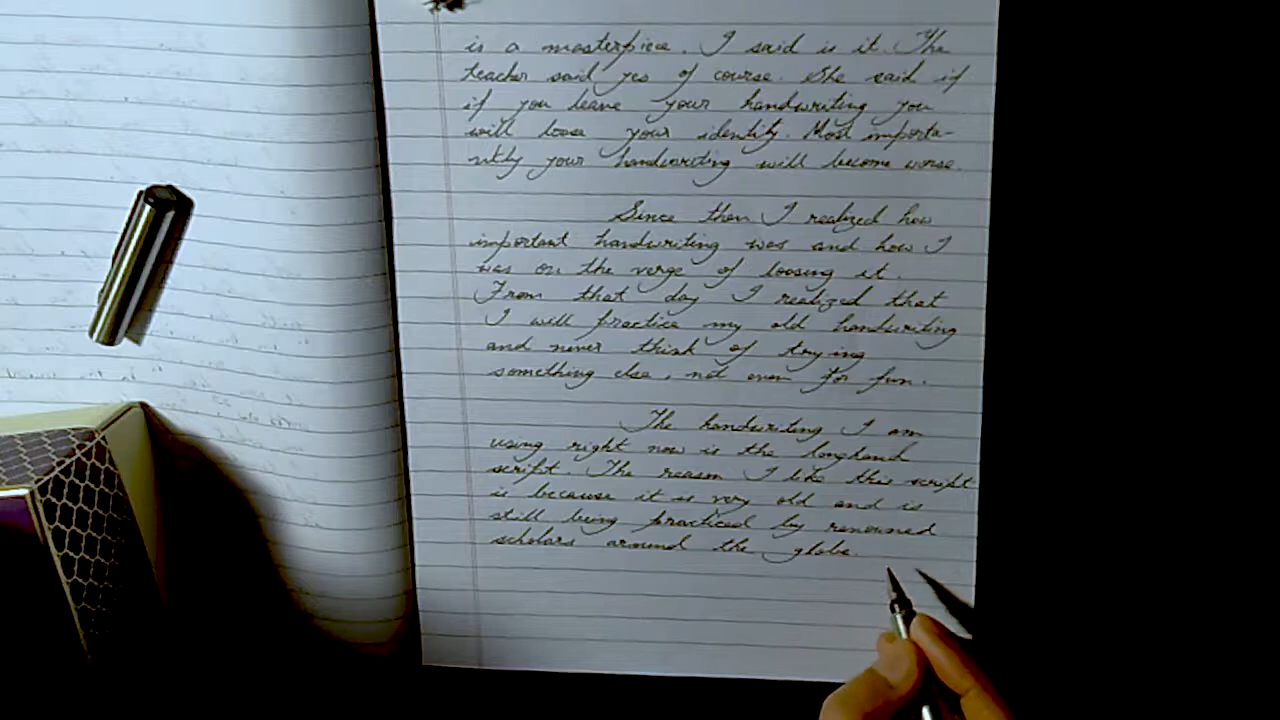 is a masterpiece. I said is it. The
teacher said yes of course. She said if
if you leave your handwriting you
will loose your identity. Most importa-
ntly your handwriting will become worse.
Since then I realized how
important handwriting was and how I
was on the verge of loosing it.
From that day I realized that
I will practice my old handwriting
and never think of trying
something else, not even for fun.
The handwriting I am
using right now is the longhand
script. The reason I like this script
is because it is very old and is
still being practiced by renowned
scholars around the globe.